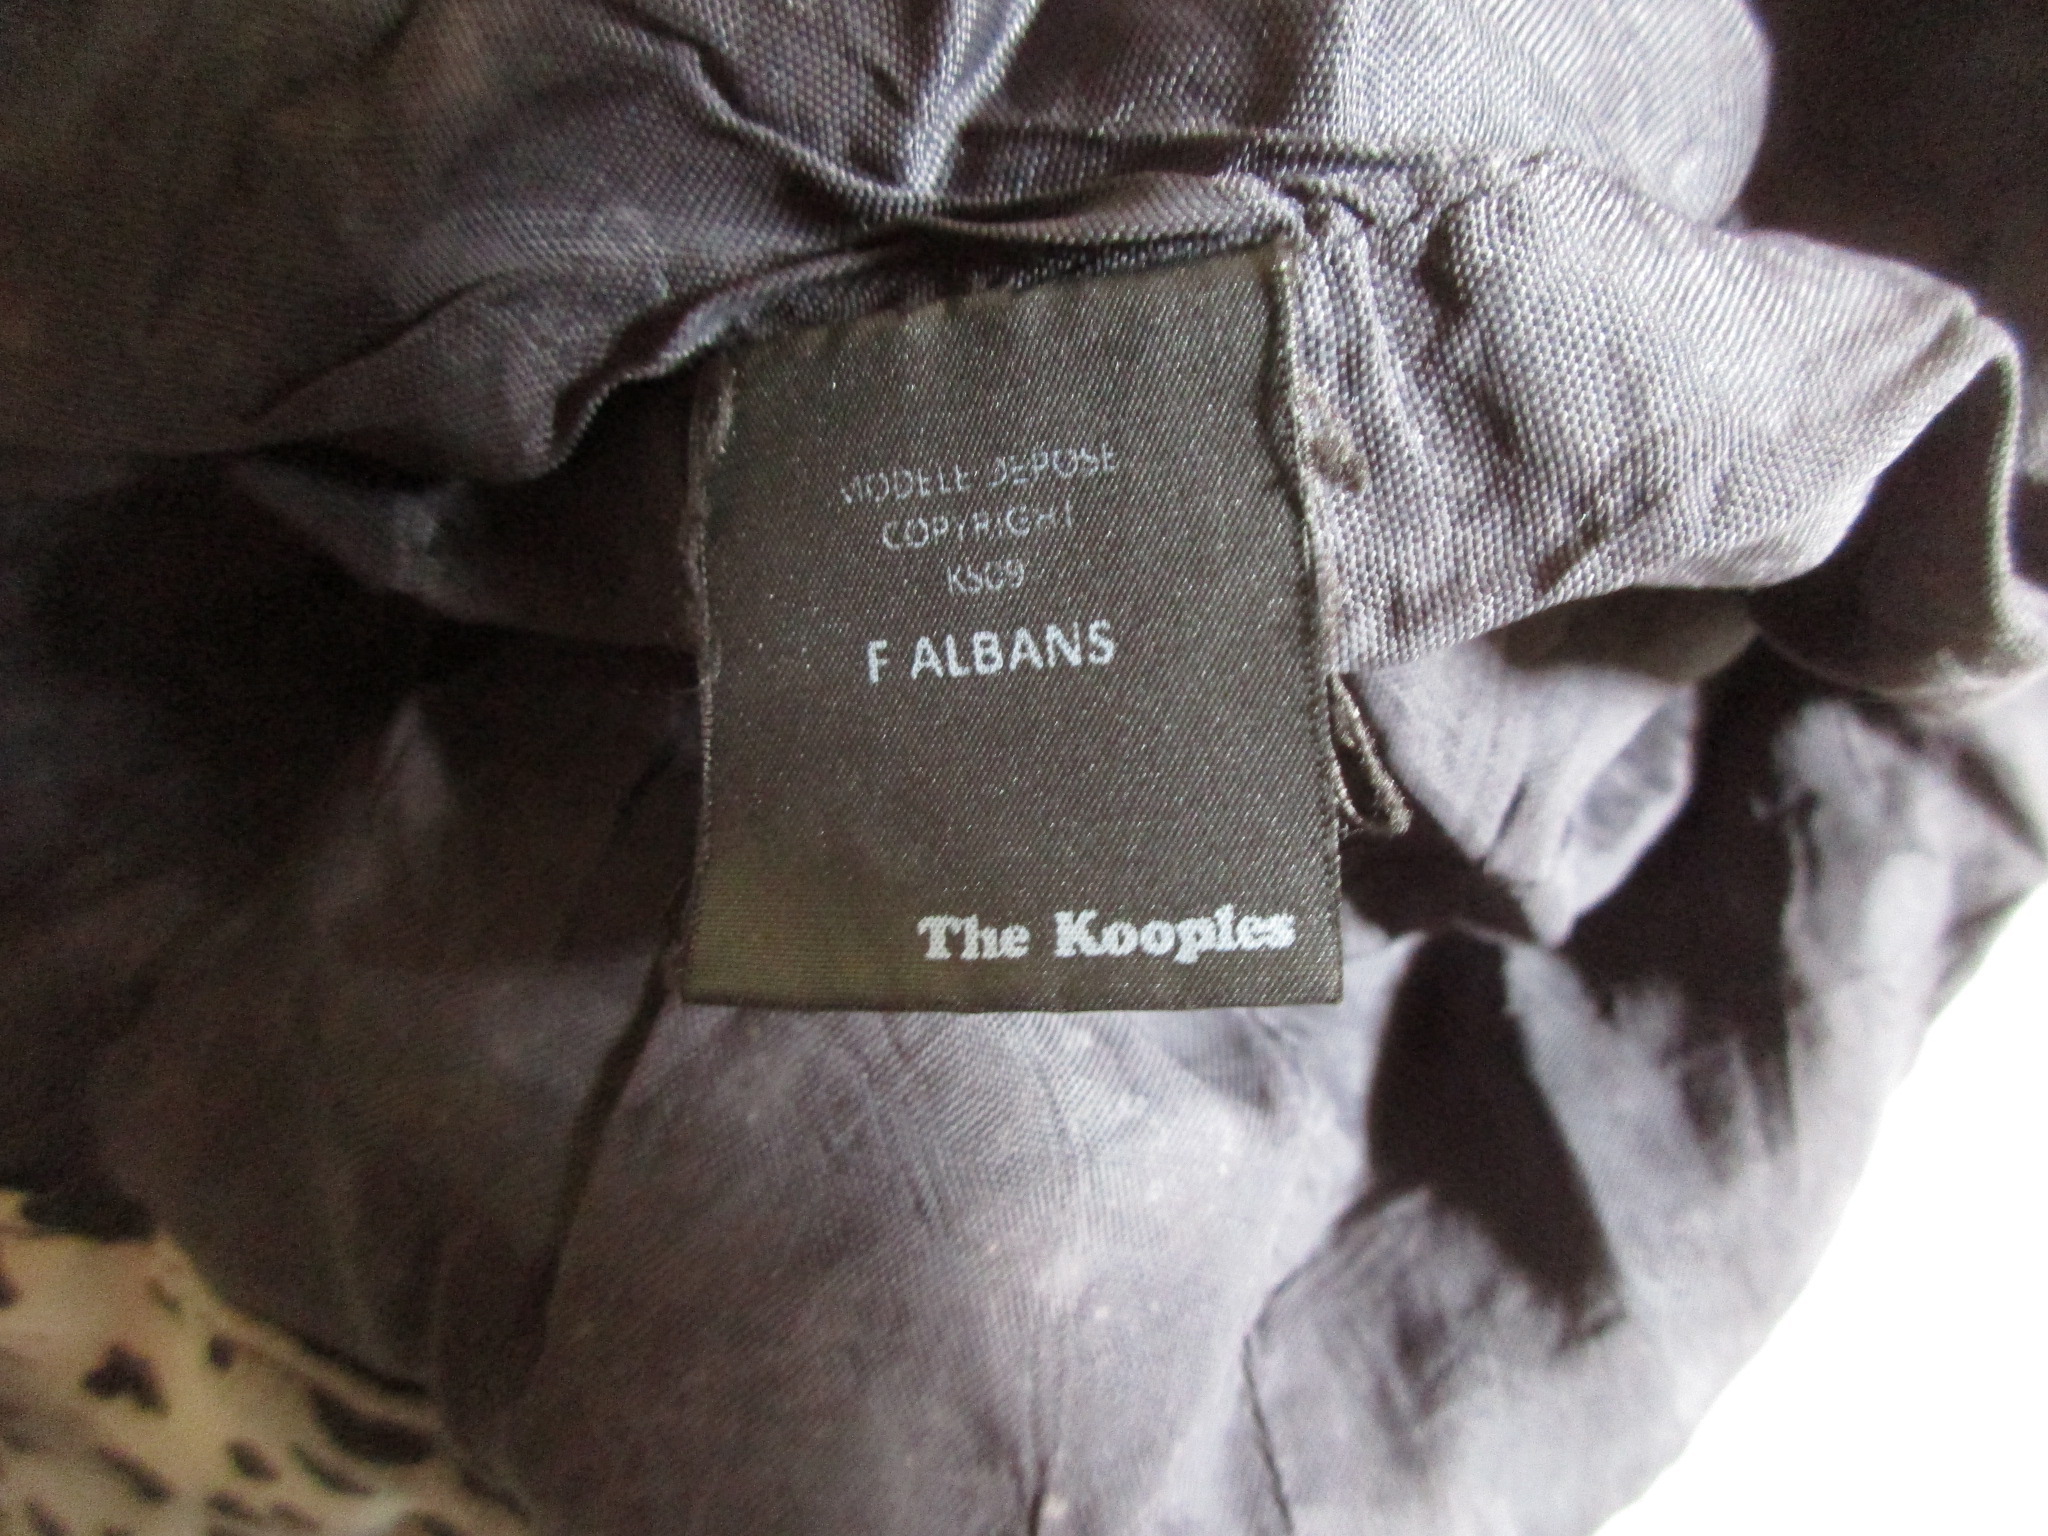 MODELE DEPOSE
COPYRIGHT
KS09
F ALBANS
The Kooples